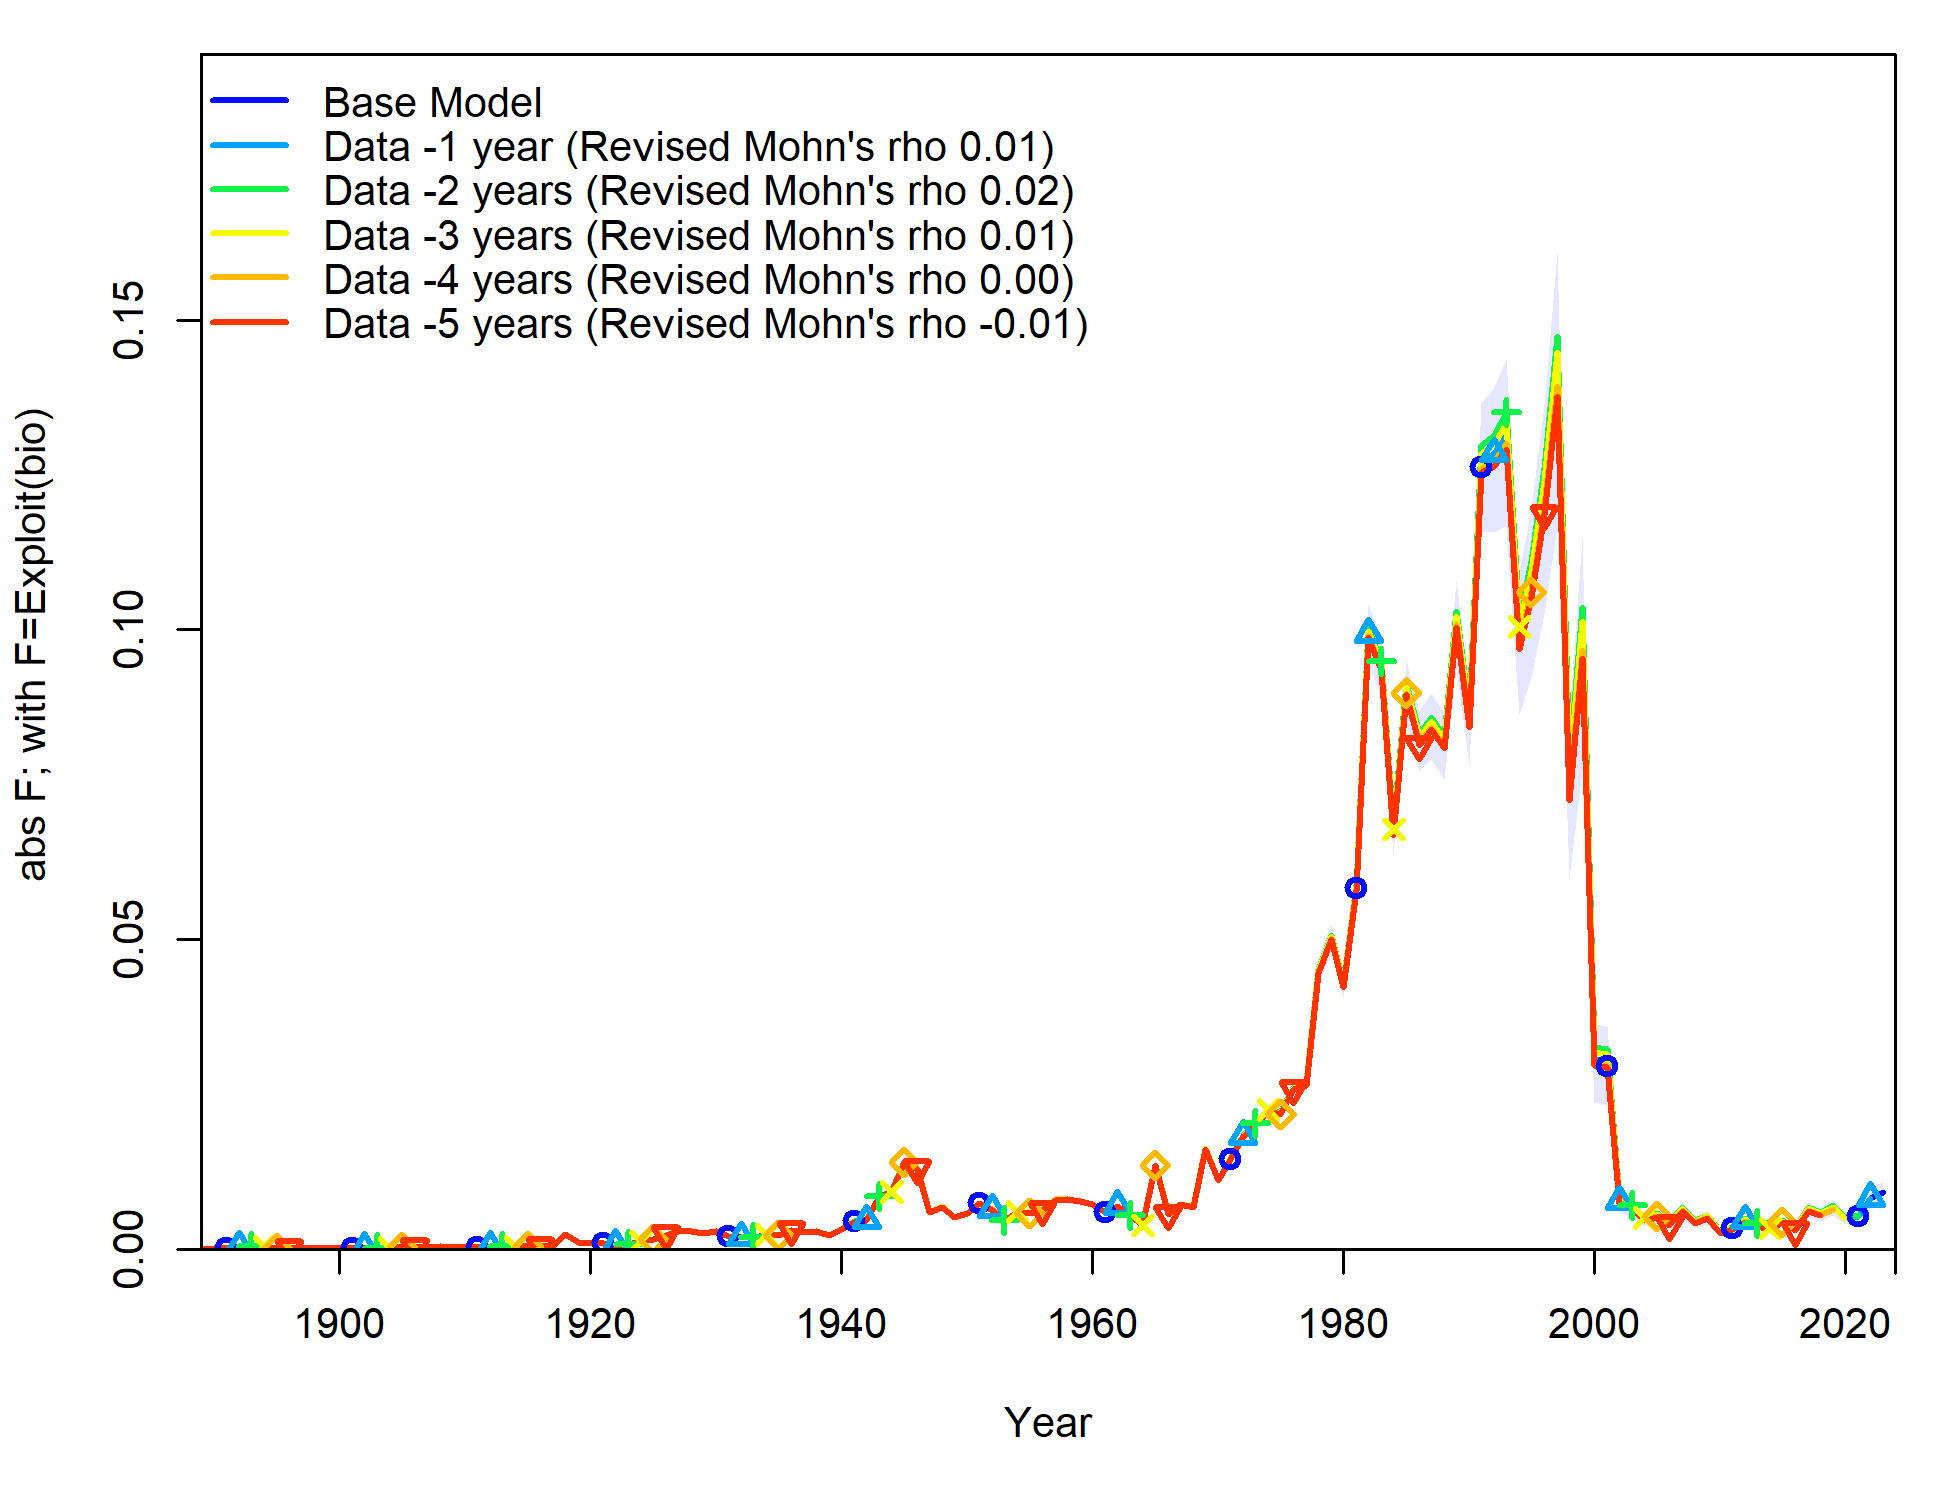 Base Model
Data -1 year (Revised Mohn's rho 0.01)
Data -2 years (Revised Mohn's rho 0.02)
Data -3 years (Revised Mohn's rho 0.01)
Data -4 years (Revised Mohn's rho 0.00)
Data -5 years (Revised Mohn's rho -0.01)
abs F; with F=Exploit(bio)
0.15
0.10
0.05
0.00
1900 1920 1940 1960 1980 2000 2020
Year